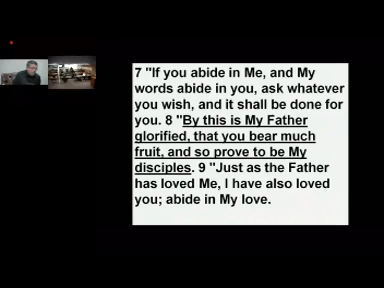 7 "If you abide in Me, and My
words abide in you, ask whatever
you wish, and it shall be done for
you. 8 "By this is My Father
glorified, that you bear much
fruit, and so prove to be My
disciples. 9 "Just as the Father
has loved Me, I have also loved
you; abide in My love.